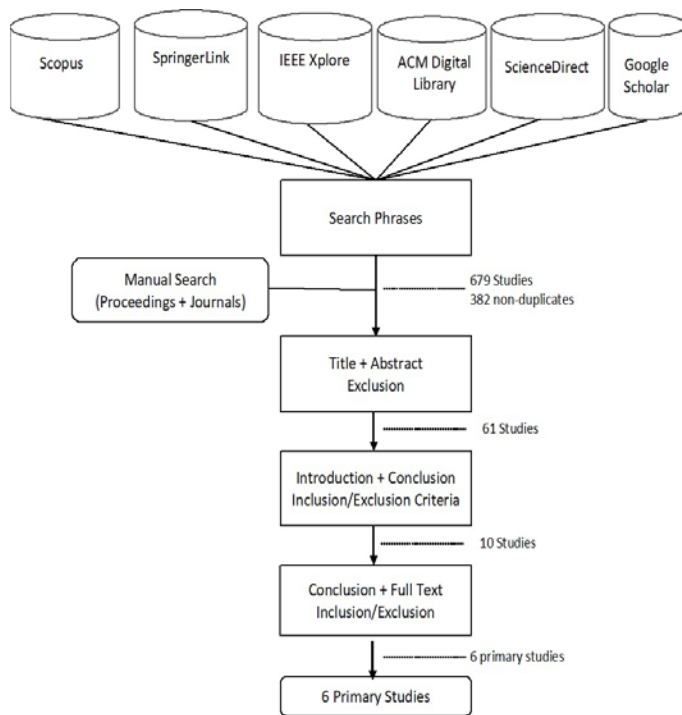 Scopus
SpringerLink
IEEE Xplore
ACM Digital
Library
ScienceDirect
Google
Scholar
Search Phrases
Manual Search
(Proceedings + Journals)
679 Studies
382 non-duplicates
Title + Abstract
Exclusion
61 Studies
Introduction + Conclusion
Inclusion/Exclusion Criteria
10 Studies
Conclusion + Full Text
Inclusion/Exclusion
6 primary studies
6 Primary Studies